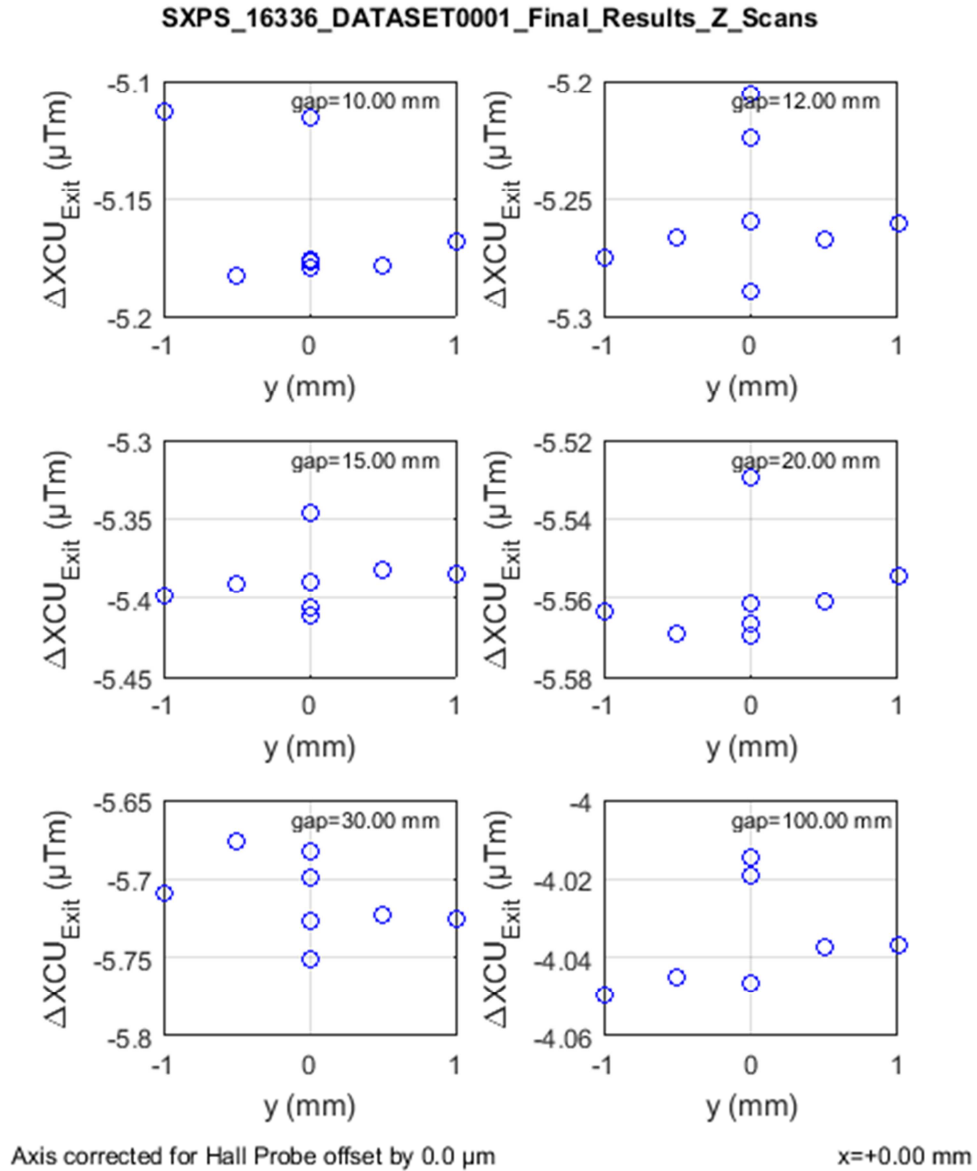 SXPS_16336_DATASET0001_Final_Results_Z_Scans
gap=10.00 mm
ΔXCU_Exit (µTm)
-5.1
-5.15
-5.2
-1 0 1
y (mm)
gap=12.00 mm
ΔXCU_Exit (µTm)
-5.2
-5.25
-5.3
-1 0 1
y (mm)
gap=15.00 mm
ΔXCU_Exit (µTm)
-5.3
-5.35
-5.4
-5.45
-1 0 1
y (mm)
gap=20.00 mm
ΔXCU_Exit (µTm)
-5.52
-5.54
-5.56
-5.58
-1 0 1
y (mm)
gap=30.00 mm
ΔXCU_Exit (µTm)
-5.65
-5.7
-5.75
-5.8
-1 0 1
y (mm)
gap=100.00 mm
ΔXCU_Exit (µTm)
-4
-4.02
-4.04
-4.06
-1 0 1
y (mm)
Axis corrected for Hall Probe offset by 0.0 µm
x=+0.00 mm